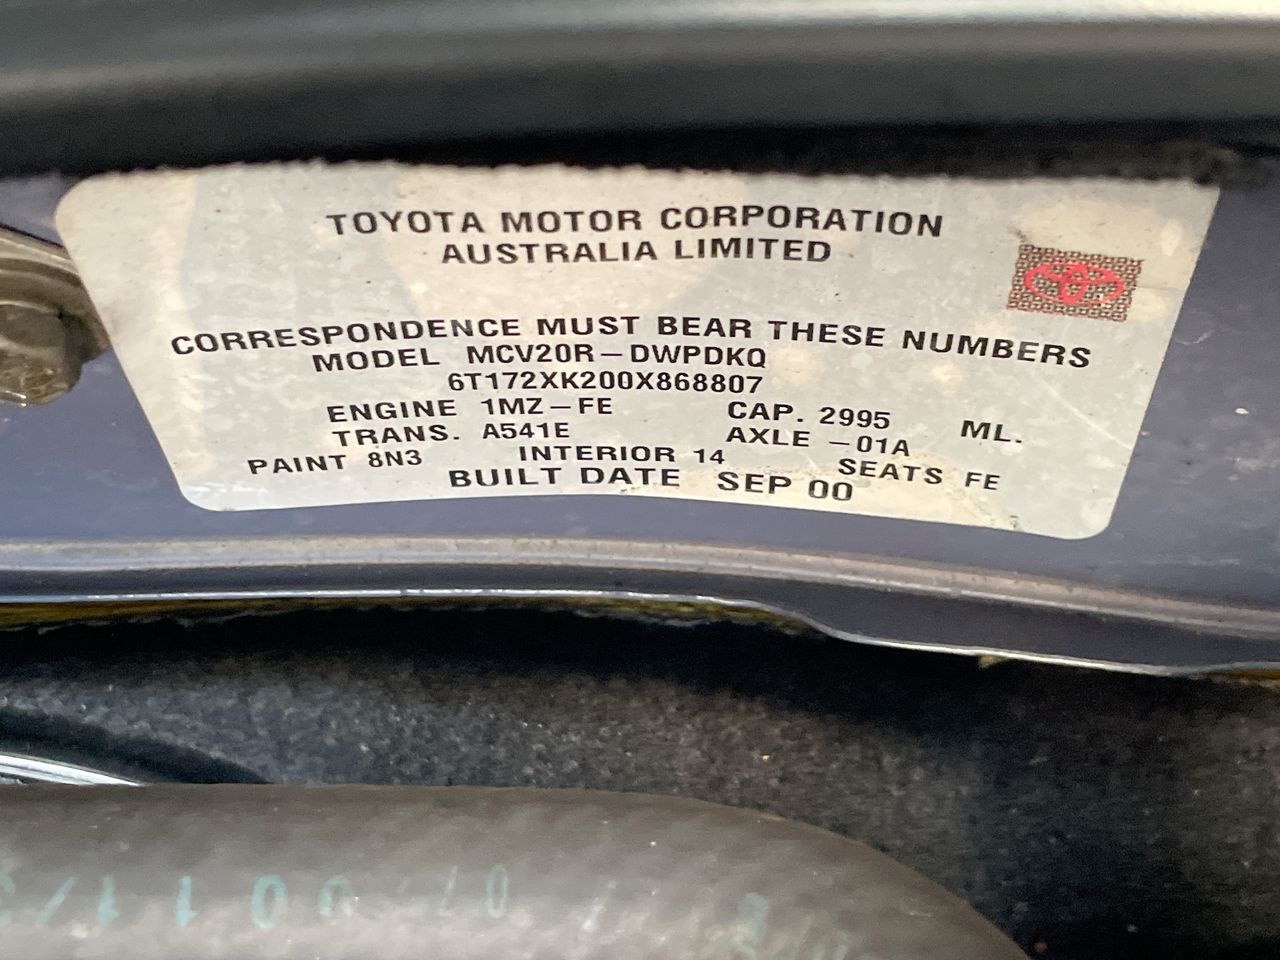 TOYOTA MOTOR CORPORATION
AUSTRALIA LIMITED
CORRESPONDENCE MUST BEAR THESE NUMBERS
MODEL MCV20R-DWPDKQ
6T172XK200X868807
ENGINE 1MZ-FE CAP. 2995 ML.
TRANS. A541E AXLE -01A
PAINT 8N3 INTERIOR 14 SEATS FE
BUILT DATE SEP 00